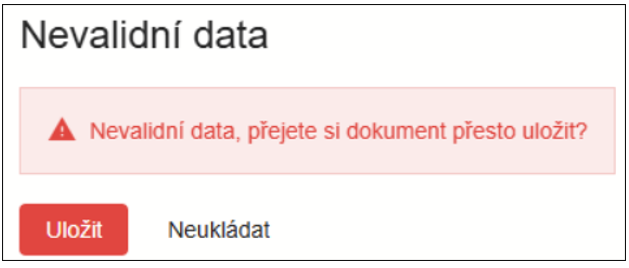 Nevalidní data
Nevalidní data, přejete si dokument přesto uložit?
Uložit Neukládat